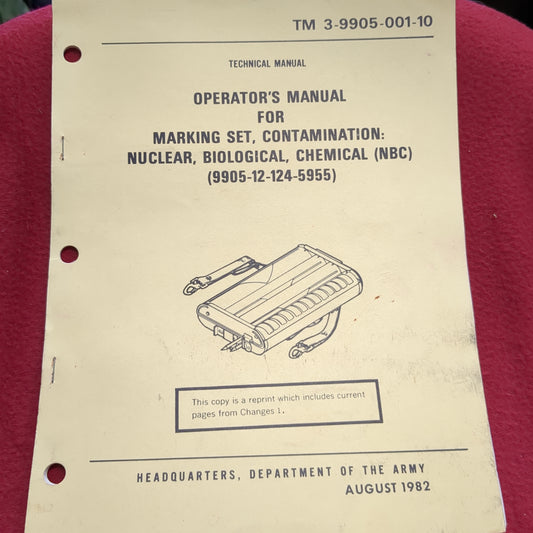 TM 3-9905-001-10
TECHNICAL MANUAL
OPERATOR'S MANUAL
FOR
MARKING SET, CONTAMINATION:
NUCLEAR, BIOLOGICAL, CHEMICAL (NBC)
(9905-12-124-5955)
This copy is a reprint which includes current
pages from Changes 1.
HEADQUARTERS, DEPARTMENT OF THE ARMY
AUGUST 1982